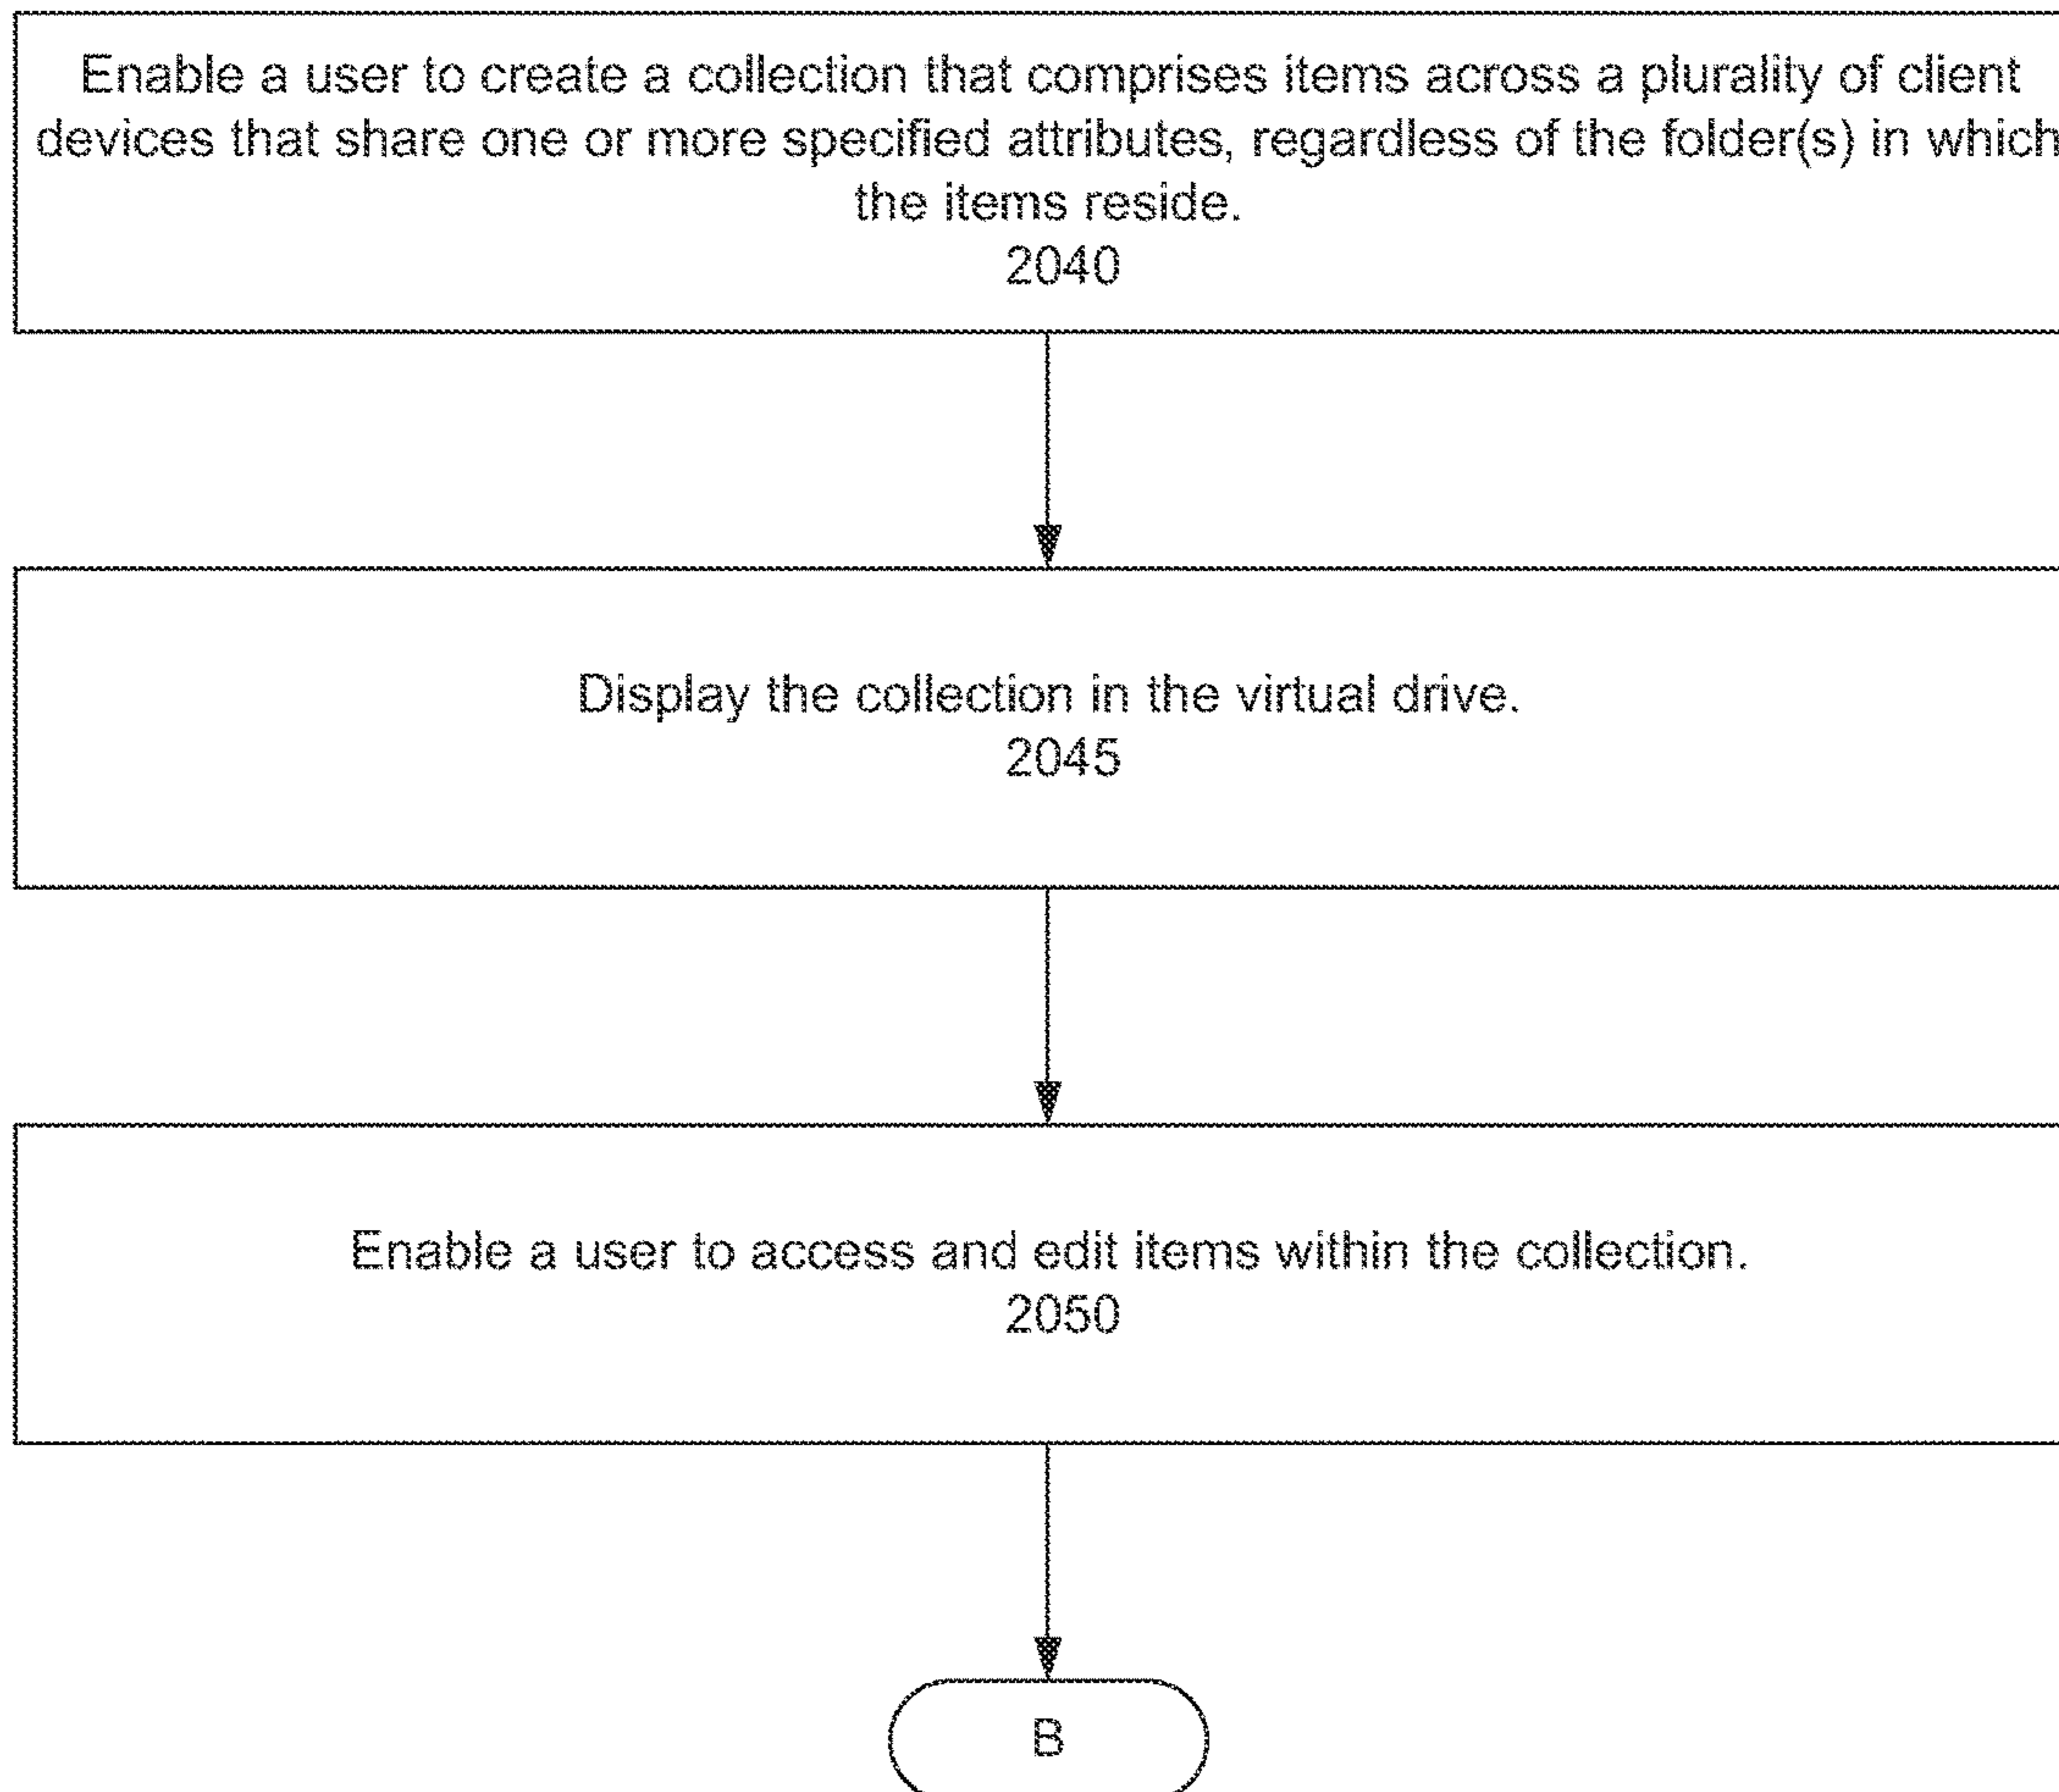 Enable a user to create a collection that comprises items across a plurality of client
devices that share one or more specified attributes, regardless of the folder(s) in which
the items reside.
2040
Display the collection in the virtual drive.
2045
Enable a user to access and edit items within the collection.
2050
B